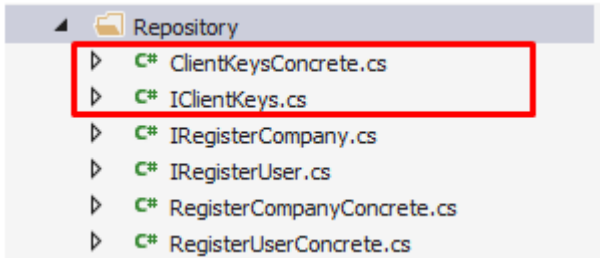 Repository
C# ClientKeysConcrete.cs
C# IClientKeys.cs
C# IRegisterCompany.cs
C# IRegisterUser.cs
C# RegisterCompanyConcrete.cs
C# RegisterUserConcrete.cs